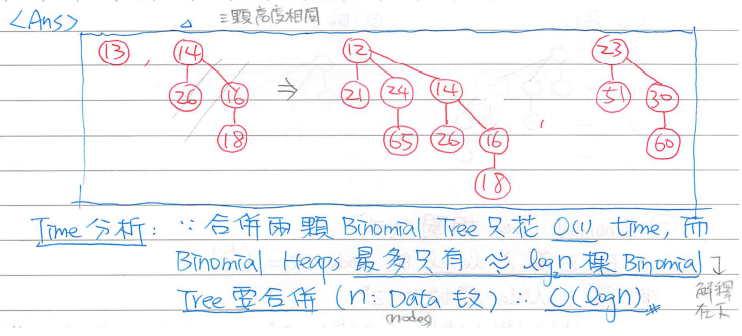 <Ans> △ 三顆高度相同
13 , 14 ⇒ 12 23
26 16 21 24 14 , 51 30
18 65 26 16 60
18
Time 分析: ∵ 合併兩顆 Binomial Tree 只花 O(1) time, 而
Binomial Heaps 最多只有 ≈ logn 棵 Binomial ↓
Tree 要合併 (n: Data 數) ∴ O(logn) * 解釋
(nodes) 在下